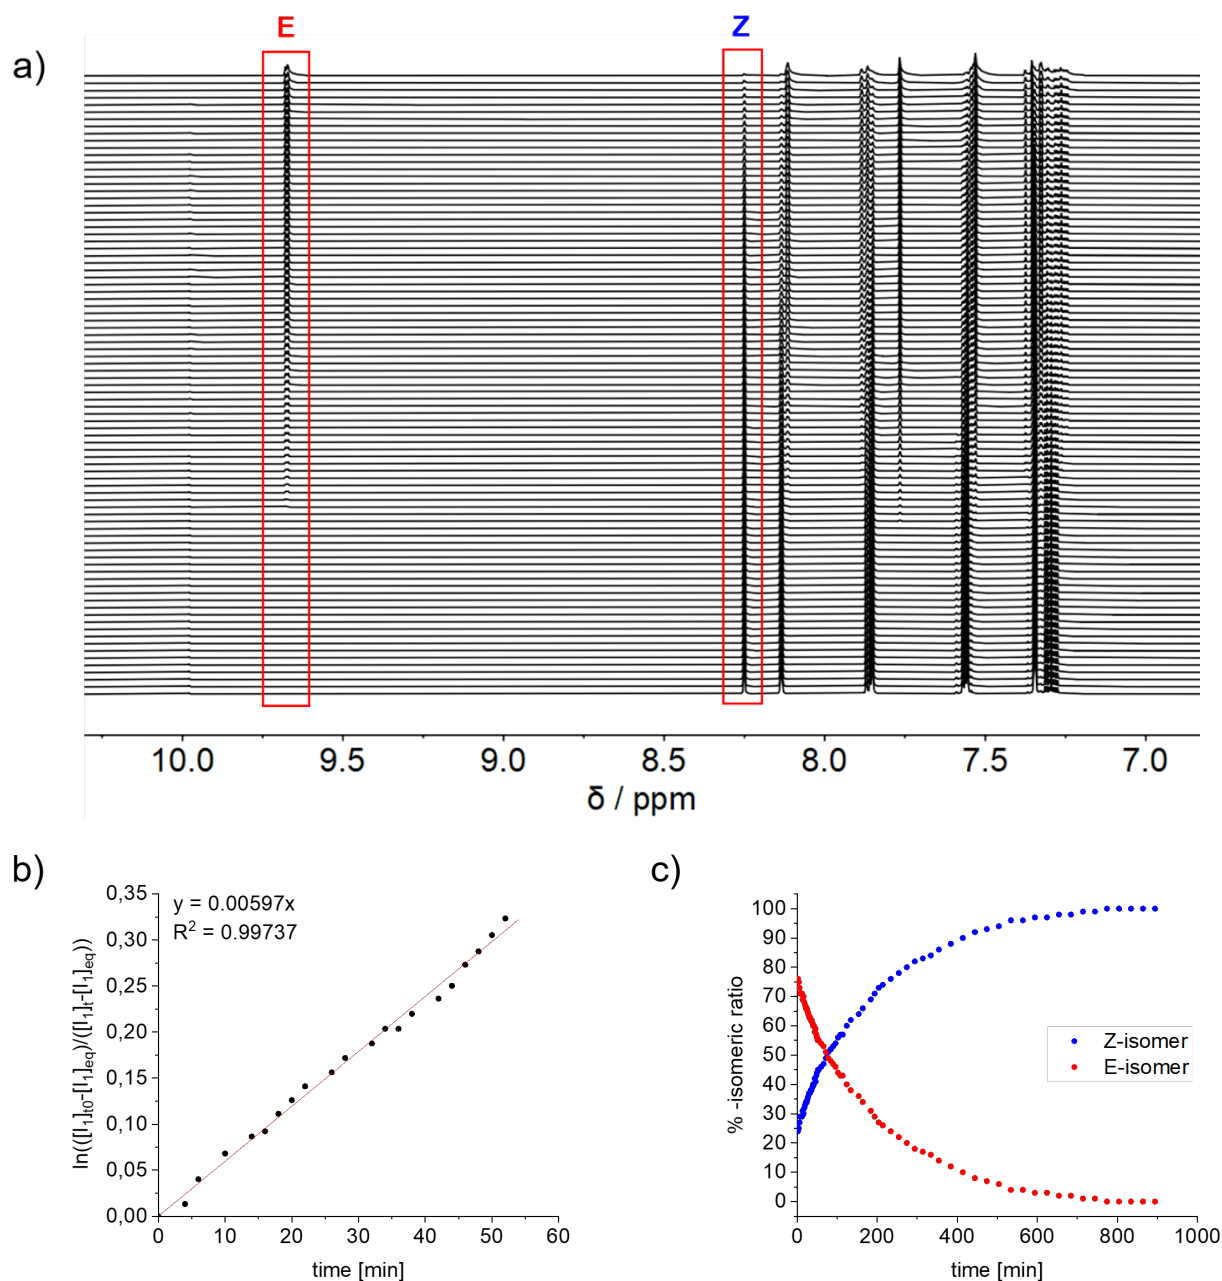 E Z
a)
10.0 9.5 9.0 8.5 8.0 7.5 7.0
δ / ppm
b)
y = 0.00597x
R² = 0.99737
0,35
0,30
0,25
0,20
0,15
0,10
0,05
0,00
ln(([I₁]t0-[I₁]eq)/([I₁]t-[I₁]eq))
0 10 20 30 40 50 60
time [min]
c)
100
90
80
70
60
50
40
30
20
10
0
% -isomeric ratio
Z-isomer
E-isomer
0 200 400 600 800 1000
time [min]